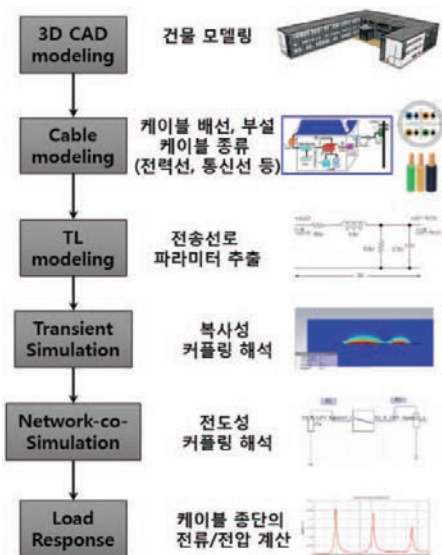 3D CAD
modeling
건물 모델링
Cable
modeling
케이블 배선, 부설
케이블 종류
(전력선, 통신선 등)
TL
modeling
전송선로
파라미터 추출
Transient
Simulation
복사성
커플링 해석
Network-co-
Simulation
전도성
커플링 해석
Load
Response
케이블 종단의
전류/전압 계산